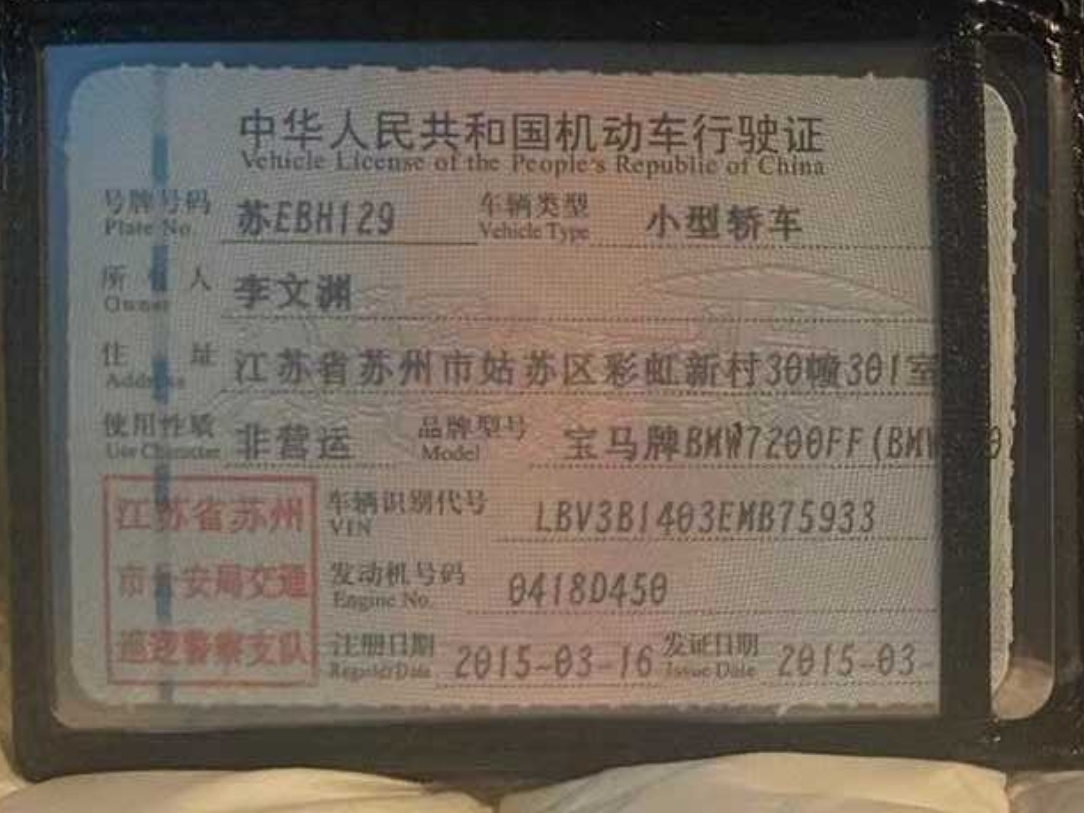 中华人民共和国机动车行驶证
Vehicle License of the People's Republic of China
号牌号码 苏EBH129 车辆类型 小型轿车
Plate No. Vehicle Type
所 人 李文渊
Owner
住 址 江苏省苏州市姑苏区彩虹新村30幢301室
Address
使用性质 非营运 品牌型号 宝马牌BMW7200FF(BMW
Use Character Model
江苏省苏州 车辆识别代号 LBV3B1403EMB75933
VIN
市公安局交通 发动机号码 0418D450
Engine No.
巡逻警察支队 注册日期 2015-03-16 发证日期 2015-03-
Register Date Issue Date